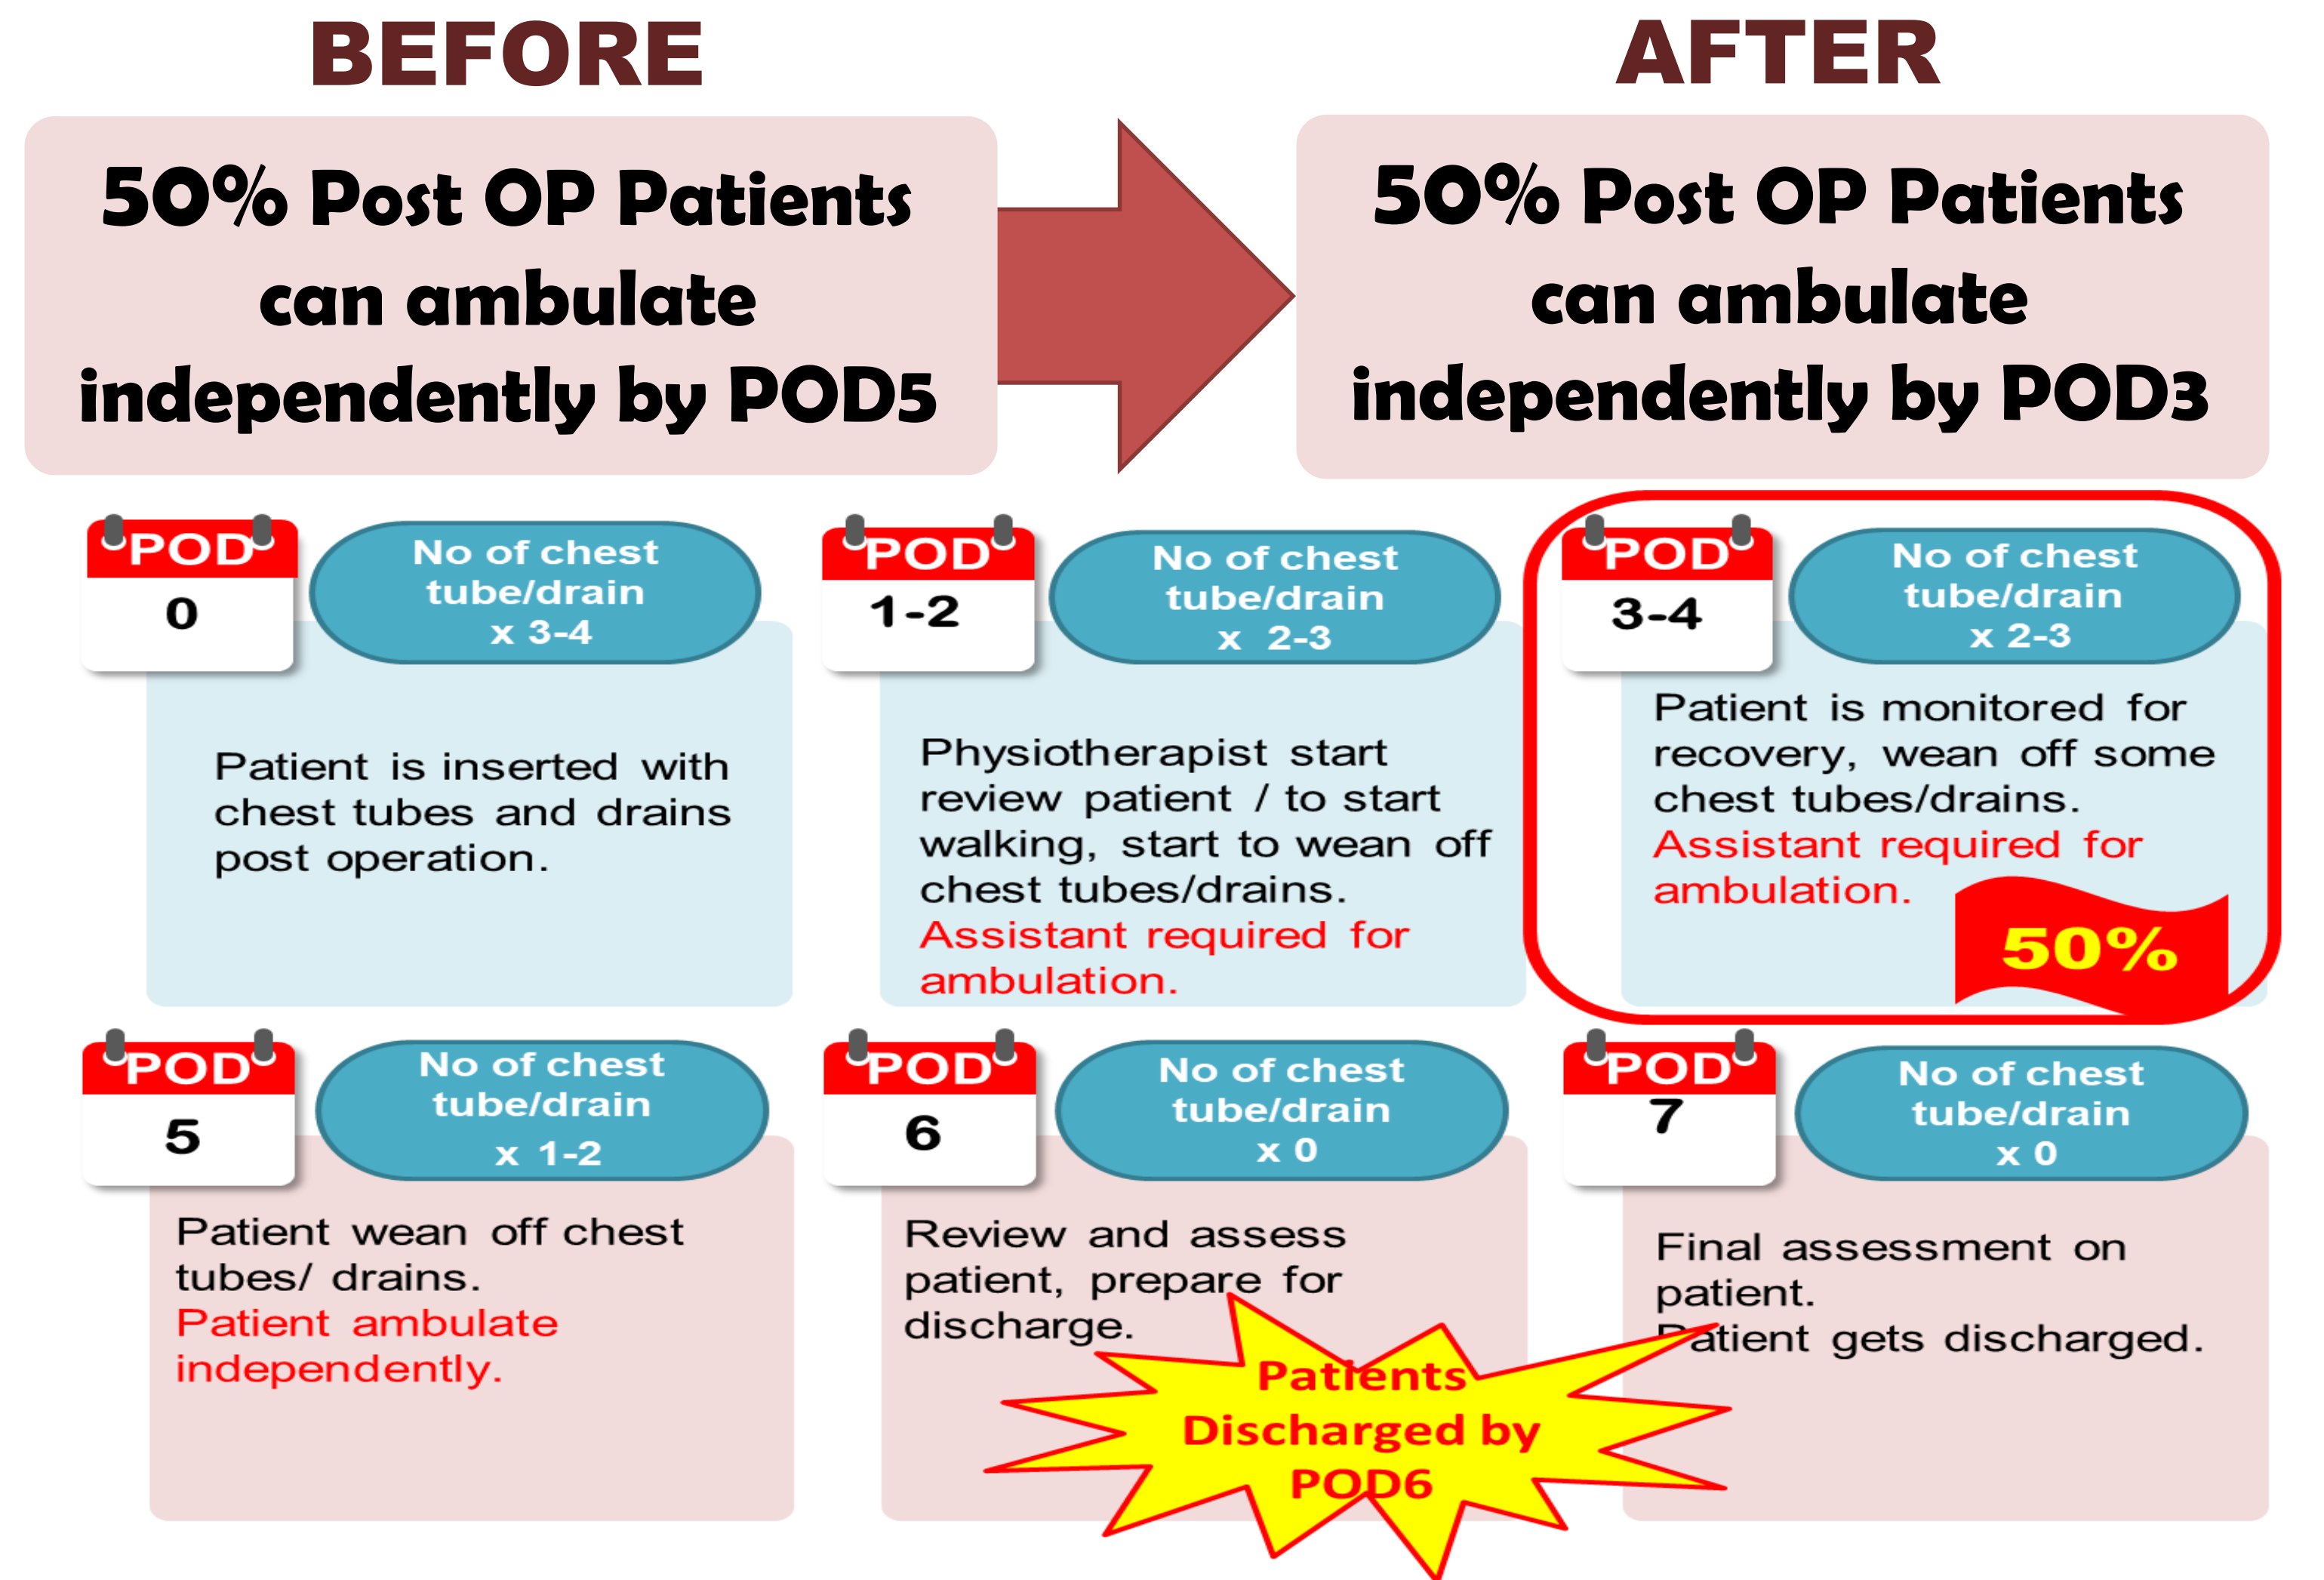 BEFORE
AFTER
50% Post OP Patients
can ambulate
independently by POD5
50% Post OP Patients
can ambulate
independently by POD3
POD
0
No of chest
tube/drain
x 3-4
Patient is inserted with
chest tubes and drains
post operation.
POD
1-2
No of chest
tube/drain
x 2-3
Physiotherapist start
review patient / to start
walking, start to wean off
chest tubes/drains.
Assistant required for
ambulation.
POD
3-4
No of chest
tube/drain
x 2-3
Patient is monitored for
recovery, wean off some
chest tubes/drains.
Assistant required for
ambulation.
50%
POD
5
No of chest
tube/drain
x 1-2
Patient wean off chest
tubes/ drains.
Patient ambulate
independently.
POD
6
No of chest
tube/drain
x 0
Review and assess
patient, prepare for
discharge.
Patients
Discharged by
POD6
POD
7
No of chest
tube/drain
x 0
Final assessment on
patient.
Patient gets discharged.